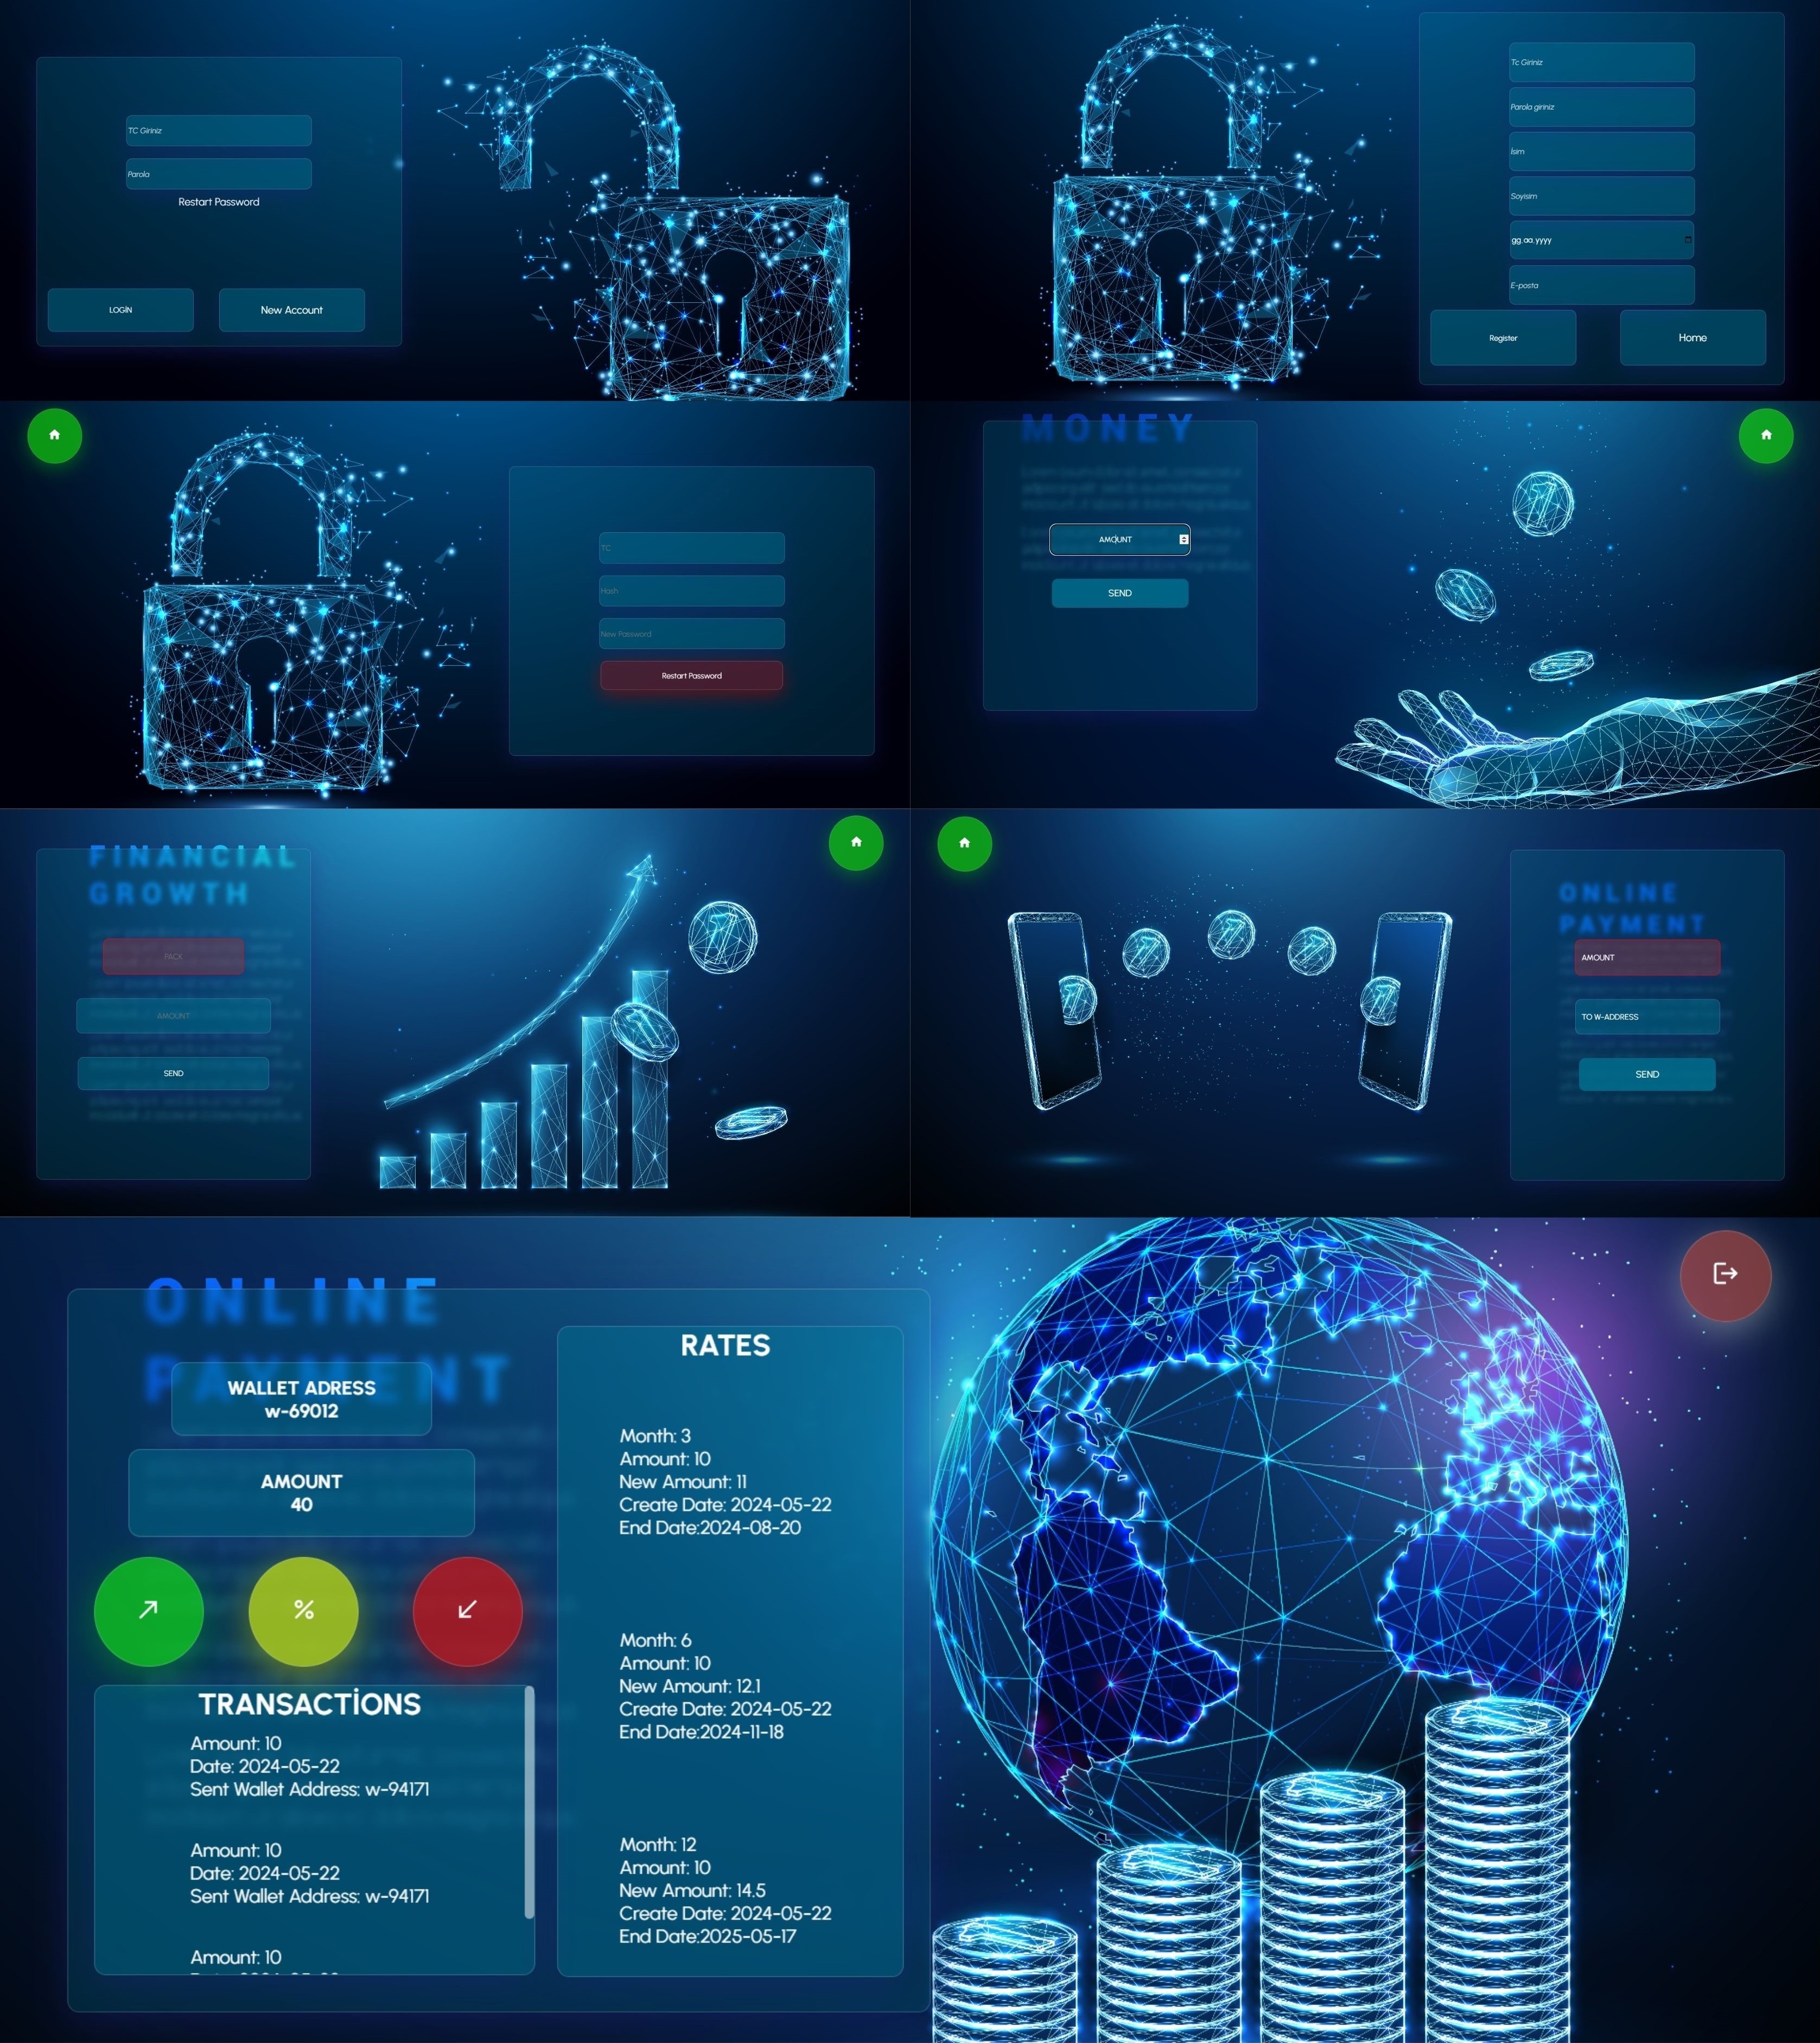 TC Giriniz
Parola
Restart Password
LOGİN
New Account
Tc Giriniz
Parola giriniz
İsim
Soyisim
gg.aa.yyyy
E-posta
Register
Home
TC
Hash
New Password
Restart Password
MONEY
AMOUNT
SEND
FINANCIAL
GROWTH
PACK
AMOUNT
SEND
ONLINE
PAYMENT
AMOUNT
TO W-ADDRESS
SEND
ONLINE
PAYMENT
WALLET ADRESS
w-69012
AMOUNT
40
%
TRANSACTİONS
Amount: 10
Date: 2024-05-22
Sent Wallet Address: w-94171
Amount: 10
Date: 2024-05-22
Sent Wallet Address: w-94171
Amount: 10
RATES
Month: 3
Amount: 10
New Amount: 11
Create Date: 2024-05-22
End Date:2024-08-20
Month: 6
Amount: 10
New Amount: 12.1
Create Date: 2024-05-22
End Date:2024-11-18
Month: 12
Amount: 10
New Amount: 14.5
Create Date: 2024-05-22
End Date:2025-05-17